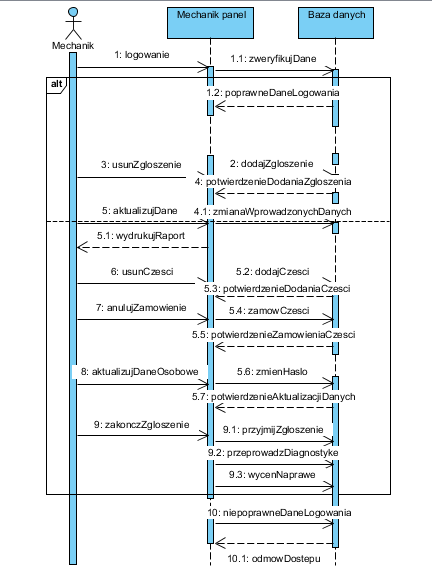 Mechanik panel
Baza danych
Mechanik
1: logowanie
1.1: zweryfikujDane
alt
1.2: poprawneDaneLogowania
3: usunZgloszenie
2: dodajZgloszenie
4: potwierdzenieDodaniaZgloszenia
5: aktualizujDane
4.1: zmianaWprowadzonychDanych
5.1: wydrukujRaport
6: usunCzesci
5.2: dodajCzesci
5.3: potwierdzenieDodaniaCzesci
7: anulujZamowienie
5.4: zamowCzesci
5.5: potwierdzenieZamowieniaCzesci
8: aktualizujDaneOsobowe
5.6: zmienHaslo
5.7: potwierdzenieAktualizacjiDanych
9: zakonczZgloszenie
9.1: przyjmijZgloszenie
9.2: przeprowadzDiagnostyke
9.3: wycenNaprawe
10: niepoprawneDaneLogowania
10.1: odmowDostepu